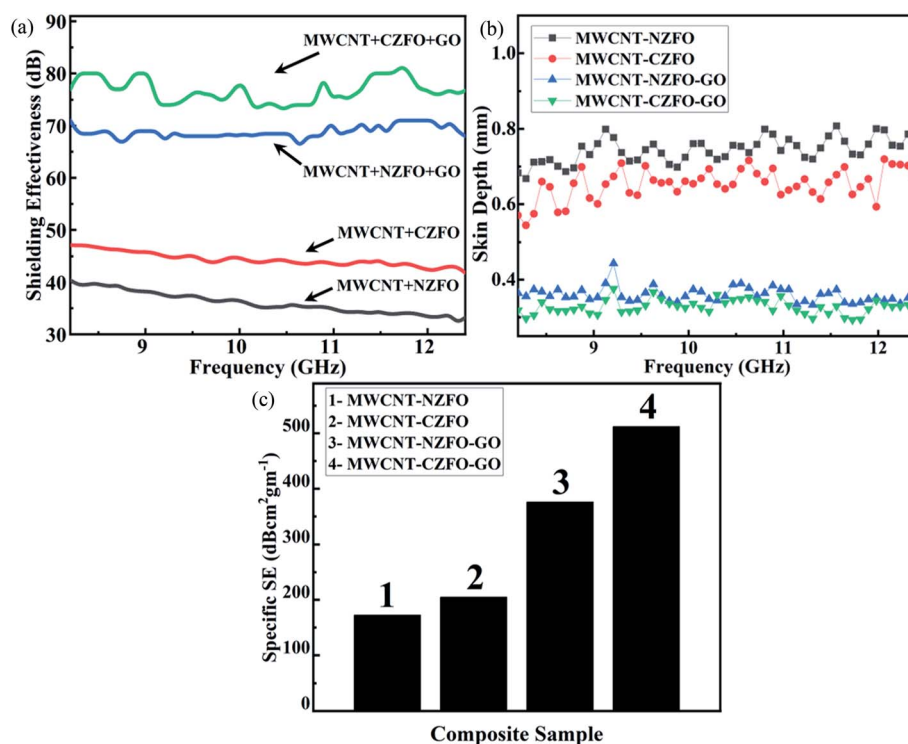 (a)
90
80
70
60
50
40
30
Shielding Effectiveness (dB)
MWCNT+CZFO+GO
MWCNT+NZFO+GO
MWCNT+CZFO
MWCNT+NZFO
9 10 11 12
Frequency (GHz)
(b)
1.0
0.8
0.6
0.4
Skin Depth (mm)
MWCNT-NZFO
MWCNT-CZFO
MWCNT-NZFO-GO
MWCNT-CZFO-GO
9 10 11 12
Frequency (GHz)
(c)
500
400
300
200
100
0
Specific SE (dBcm²gm⁻¹)
1- MWCNT-NZFO
2- MWCNT-CZFO
3- MWCNT-NZFO-GO
4- MWCNT-CZFO-GO
1
2
3
4
Composite Sample